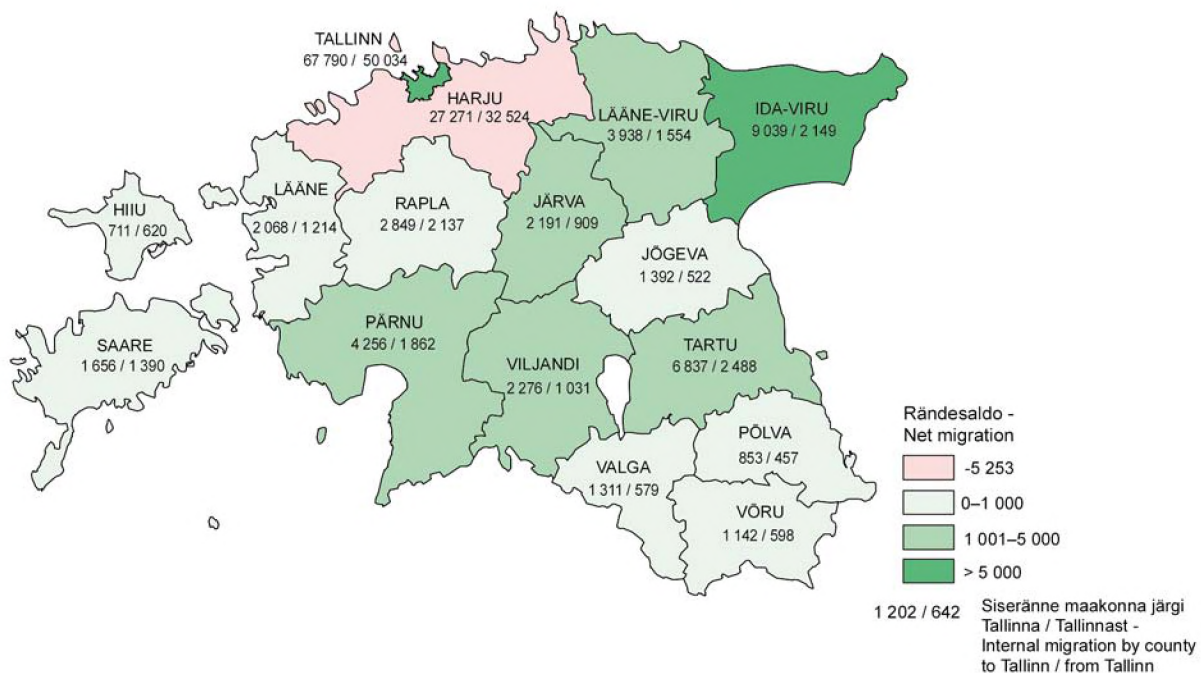 TALLINN
67 790 / 50 034
HARJU
27 271 / 32 524
LÄÄNE-VIRU
3 938 / 1 554
IDA-VIRU
9 039 / 2 149
LÄÄNE
2 068 / 1 214
RAPLA
2 849 / 2 137
JÄRVA
2 191 / 909
HIIU
711 / 620
JÕGEVA
1 392 / 522
SAARE
1 656 / 1 390
PÄRNU
4 256 / 1 862
VILJANDI
2 276 / 1 031
TARTU
6 837 / 2 488
PÕLVA
853 / 457
VALGA
1 311 / 579
VÕRU
1 142 / 598
Rändesaldo -
Net migration
-5 253
0–1 000
1 001–5 000
> 5 000
1 202 / 642
Siseränne maakonna järgi
Tallinna / Tallinnast -
Internal migration by county
to Tallinn / from Tallinn